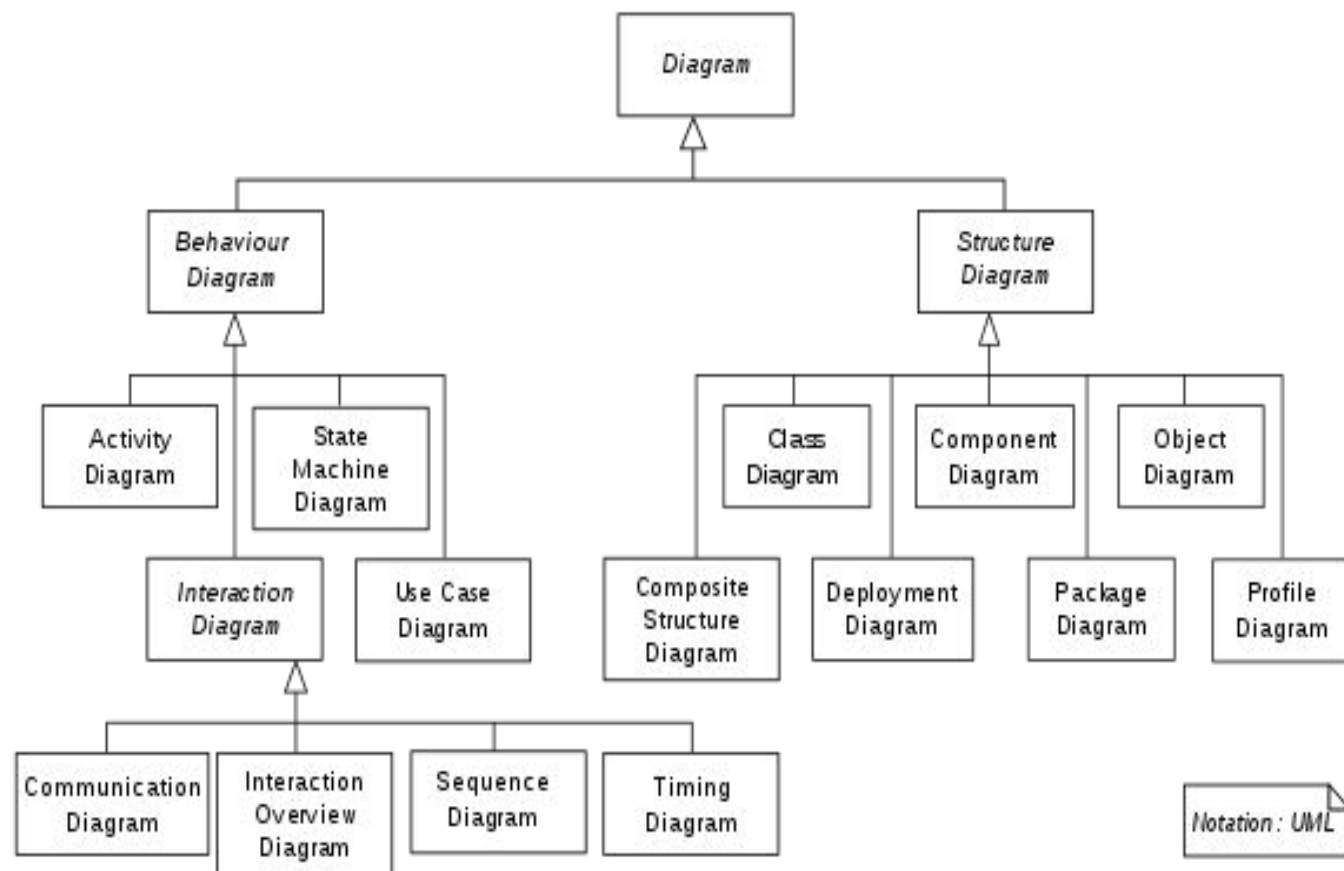 Diagram
Behaviour
Diagram
Structure
Diagram
Activity
Diagram
State
Machine
Diagram
Class
Diagram
Component
Diagram
Object
Diagram
Interaction
Diagram
Use Case
Diagram
Composite
Structure
Diagram
Deployment
Diagram
Package
Diagram
Profile
Diagram
Communication
Diagram
Interaction
Overview
Diagram
Sequence
Diagram
Timing
Diagram
Notation : UML